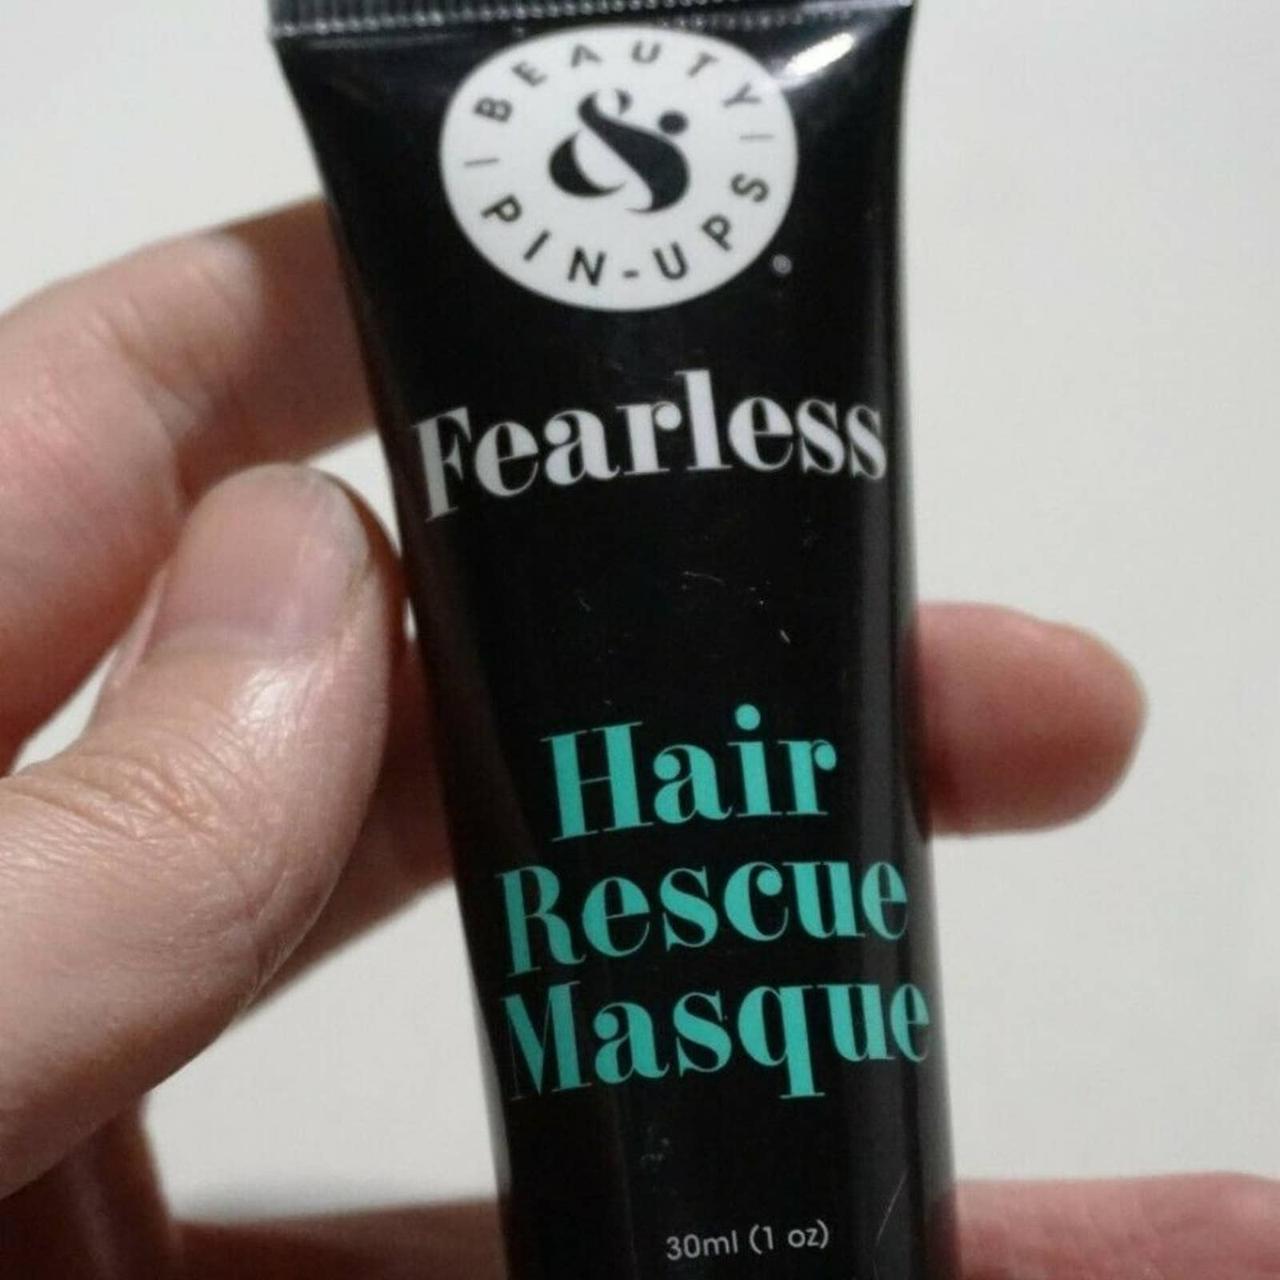 BEAUTY
&
PIN-UPS
®
Fearless
Hair
Rescue
Masque
30ml (1 oz)